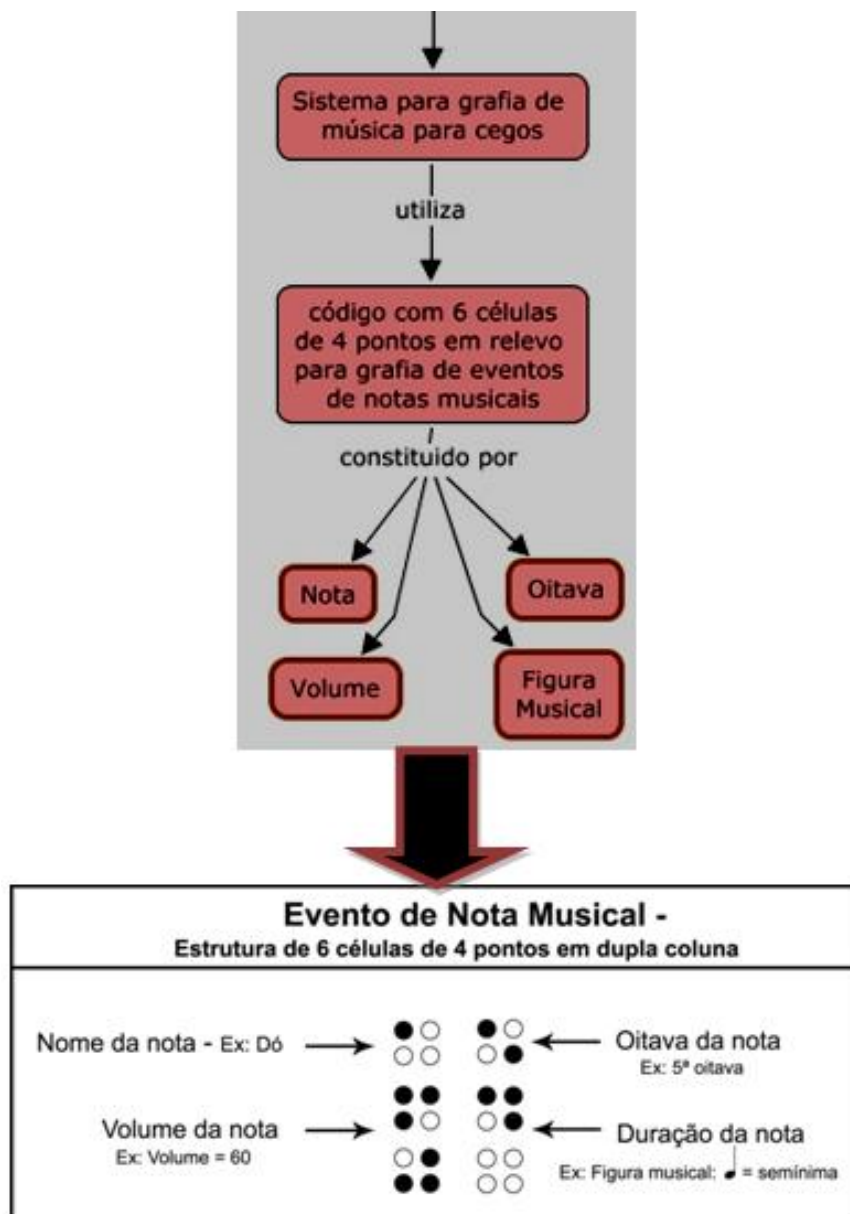 Sistema para grafia de
música para cegos
utiliza
código com 6 células
de 4 pontos em relevo
para grafia de eventos
de notas musicais
constituido por
Nota
Oitava
Volume
Figura
Musical
Evento de Nota Musical -
Estrutura de 6 células de 4 pontos em dupla coluna
Nome da nota - Ex: Dó
Oitava da nota
Ex: 5ª oitava
Volume da nota
Ex: Volume = 60
Duração da nota
Ex: Figura musical: ♩ = semínima